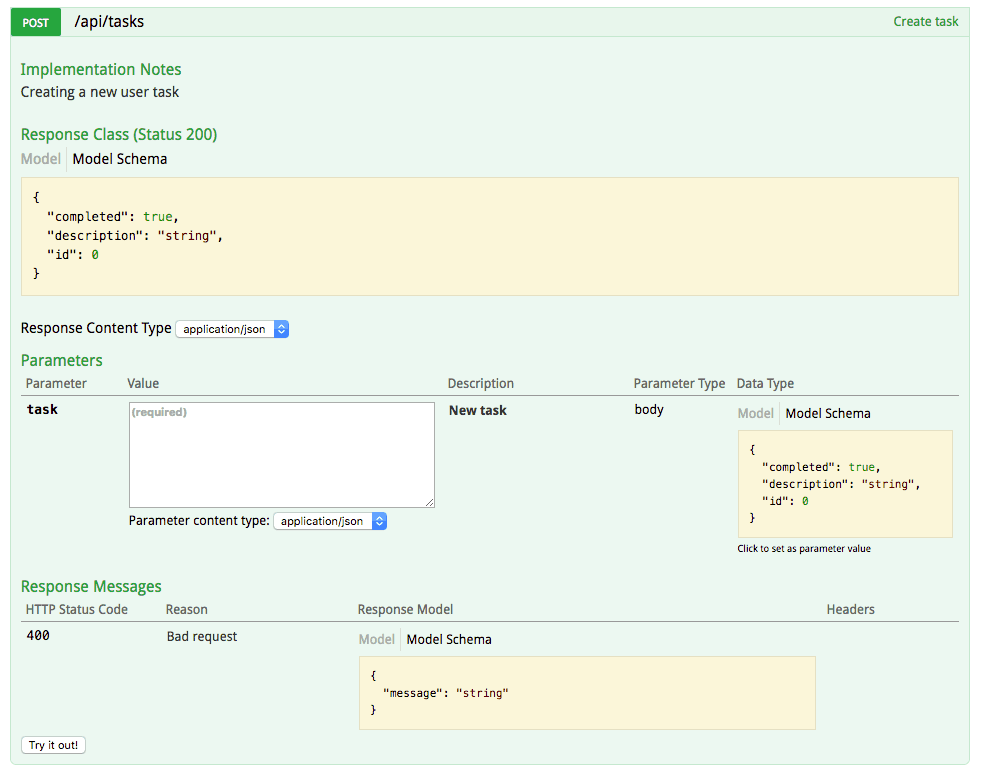 POST /api/tasks Create task
Implementation Notes
Creating a new user task
Response Class (Status 200)
Model Model Schema
{
"completed": true,
"description": "string",
"id": 0
}
Response Content Type application/json
Parameters
Parameter Value Description Parameter Type Data Type
task (required) New task body Model Model Schema
{
"completed": true,
"description": "string",
"id": 0
}
Parameter content type: application/json
Click to set as parameter value
Response Messages
HTTP Status Code Reason Response Model Headers
400 Bad request Model Model Schema
{
"message": "string"
}
Try it out!